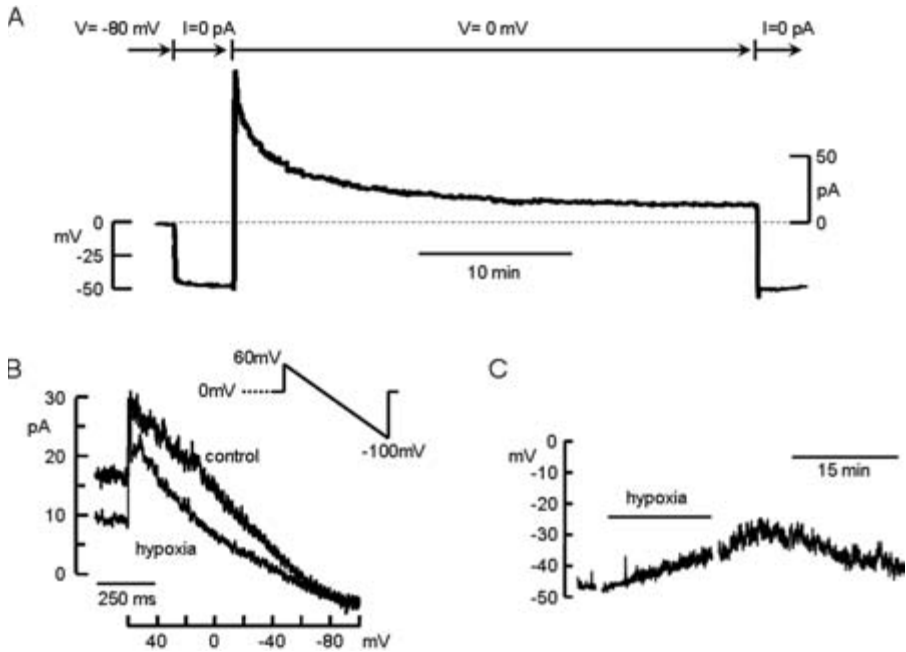 A
V= -80 mV I=0 pA V= 0 mV I=0 pA
50
pA
0
0
mV
-25
-50
10 min
B
60mV
0mV
-100mV
30
pA
20
10
0
control
hypoxia
250 ms
40 0 -40 -80 mV
C
0
mV
-10
-20
-30
-40
-50
15 min
hypoxia